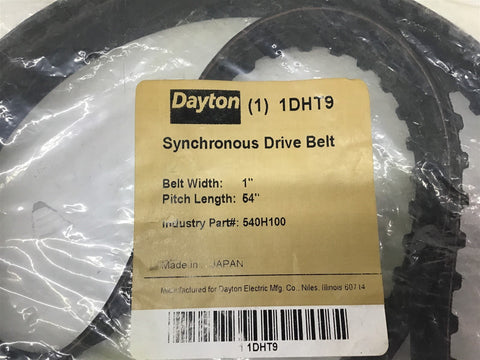 Dayton (1) 1DHT9
Synchronous Drive Belt
Belt Width: 1"
Pitch Length: 54"
Industry Part#: 540H100
Made in JAPAN
Manufactured for Dayton Electric Mfg. Co., Niles, Illinois 60714
1DHT9